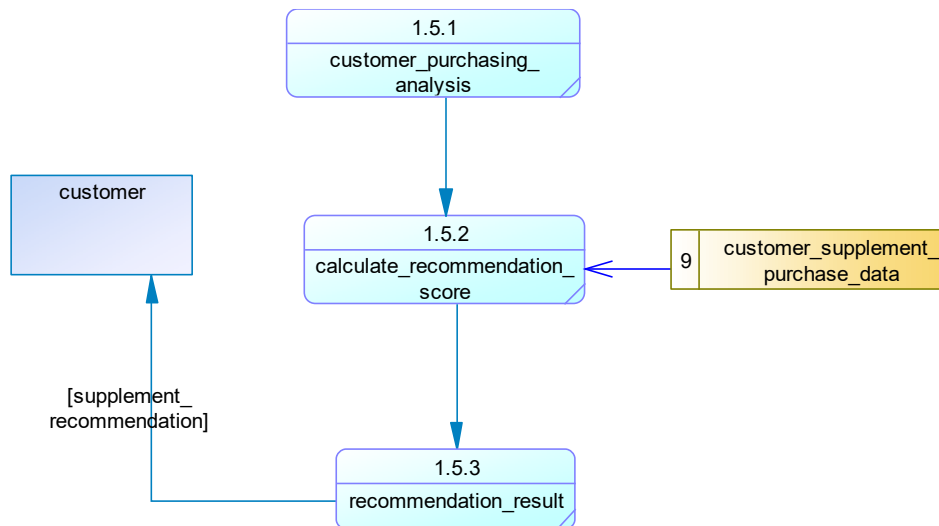 1.5.1
customer_purchasing_
analysis
customer
1.5.2
calculate_recommendation_
score
9
customer_supplement_
purchase_data
[supplement_
recommendation]
1.5.3
recommendation_result